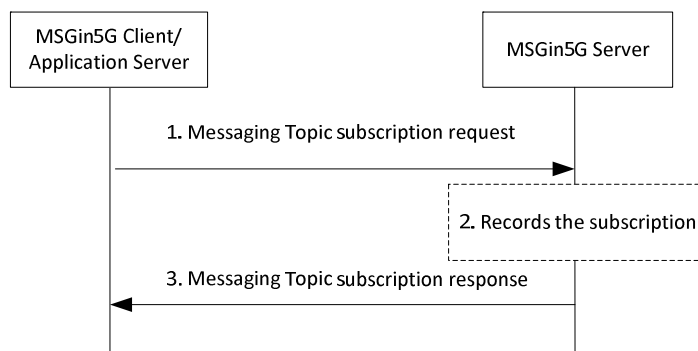 MSGin5G Client/
Application Server
MSGin5G Server
1. Messaging Topic subscription request
2. Records the subscription
3. Messaging Topic subscription response